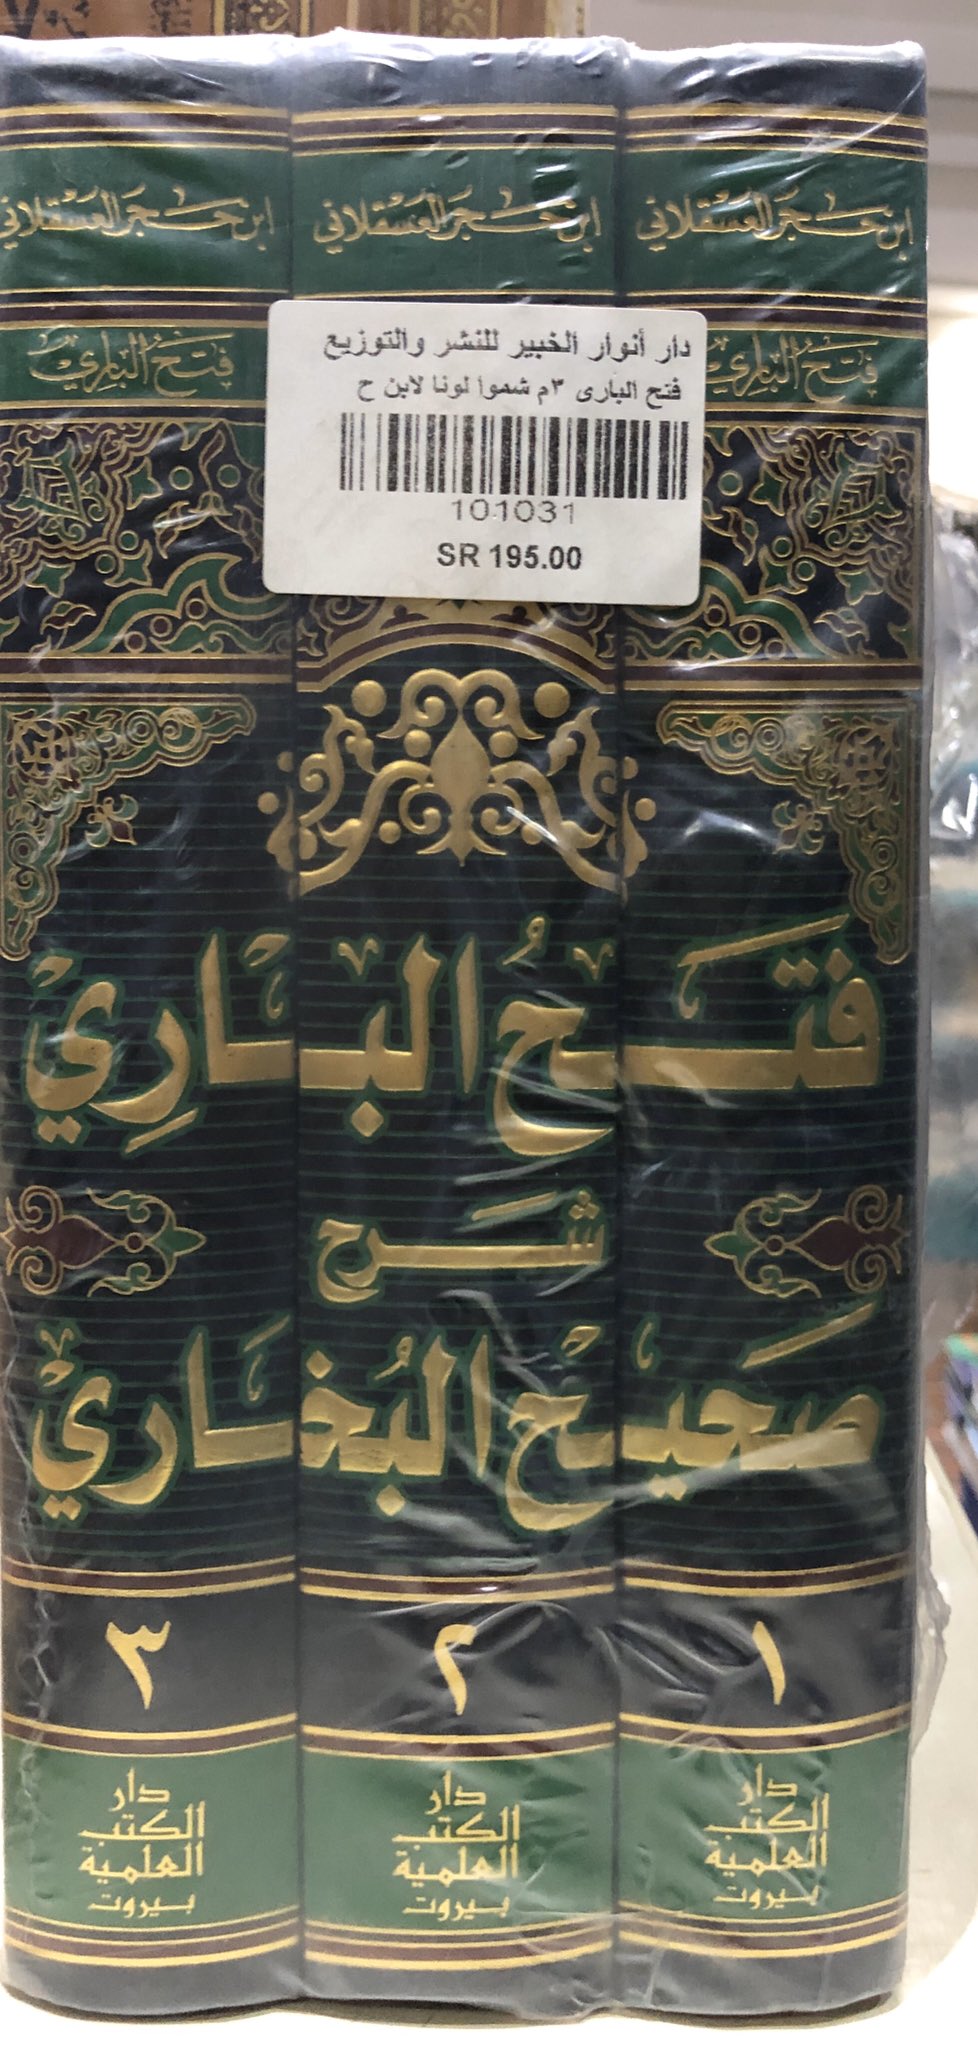 ابن حجر العسقلاني
ابن حجر العسقلاني
ابن حجر العسقلاني
فتح الباري
فتح الباري
دار أنوار الخبير للنشر والتوزيع
فتح البارى ٣م شموا لونا لابن ح
101031
SR 195.00
فتح الباري
شرح
صحيح البخاري
١
٢
٣
دار
الكتب
العلمية
بيروت
دار
الكتب
العلمية
بيروت
دار
الكتب
العلمية
بيروت